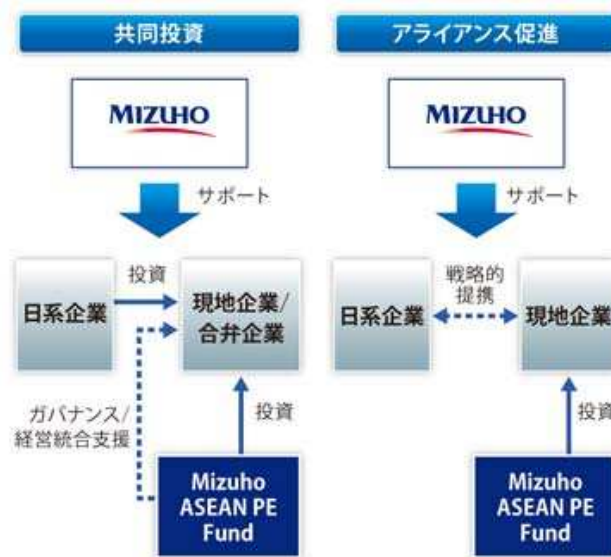 共同投資
MIZUHO
サポート
日系企業
投資
現地企業/
合弁企業
ガバナンス/
経営統合支援
投資
Mizuho
ASEAN PE
Fund
アライアンス促進
MIZUHO
サポート
日系企業
戦略的
提携
現地企業
投資
Mizuho
ASEAN PE
Fund